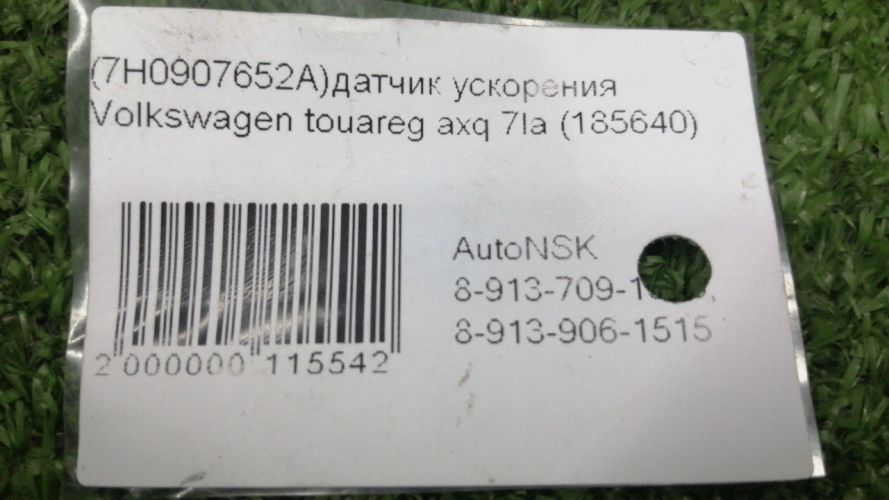 (7H0907652A)датчик ускорения
Volkswagen touareg axq 7la (185640)
AutoNSK
8-913-906-1515
2 000000 115542